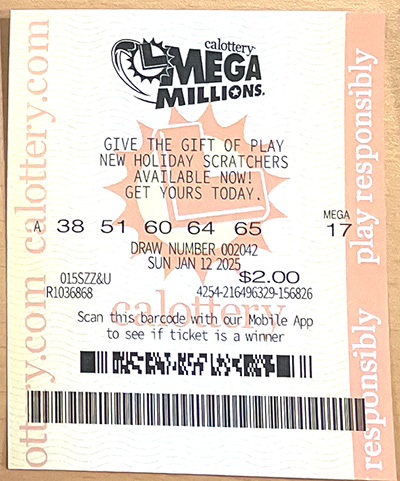 calottery
MEGA
MILLIONS
GIVE THE GIFT OF PLAY
NEW HOLIDAY SCRATCHERS
AVAILABLE NOW!
GET YOURS TODAY.
A 38 51 60 64 65 MEGA 17
DRAW NUMBER 002042
SUN JAN 12 2025
015SZZ&U $2.00
R1036868 4254-216496329-156826
calottery
Scan this barcode with our Mobile App
to see if ticket is a winner
ottery.com calottery.com
responsibly play responsibly